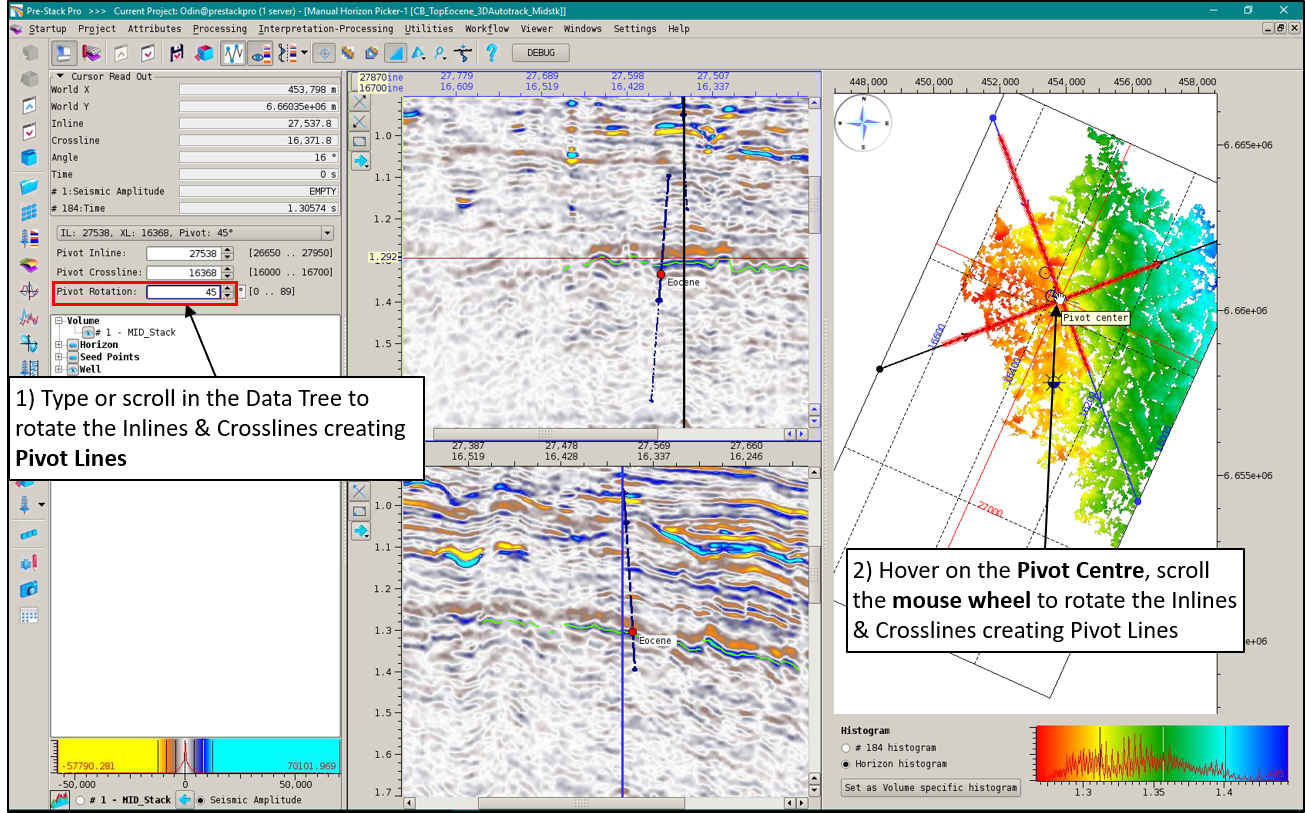 Pre-Stack Pro >>> Current Project: Odin@prestackpro (1 server) - [Manual Horizon Picker-1 [CB_TopEocene_3DAutotrack_Midstk]]
Startup Project Attributes Processing Interpretation-Processing Utilities Workflow Viewer Windows Settings Help
DEBUG
Cursor Read Out
World X 453,798 m
World Y 6.66035e+06 m
Inline 27,537.8
Crossline 16,371.8
Angle 16 °
Time 0 s
# 1:Seismic Amplitude EMPTY
# 184:Time 1.30574 s
IL: 27538, XL: 16368, Pivot: 45°
Pivot Inline: 27538 [26650 .. 27950]
Pivot Crossline: 16368 [16000 .. 16700]
Pivot Rotation: 45 ° [0 .. 89]
Volume
# 1 - MID_Stack
Horizon
Seed Points
Well
1) Type or scroll in the Data Tree to
rotate the Inlines & Crosslines creating
Pivot Lines
-57790.281 70101.969
-50,000 0 50,000
# 1 - MID_Stack Seismic Amplitude
27870ine 27,779 27,689 27,598 27,507
16700ine 16,609 16,519 16,428 16,337
1.0
1.1
1.2
1.292
1.4
1.5
Eocene
27,387 27,478 27,569 27,660
16,519 16,428 16,337 16,246
1.0
1.1
1.2
1.3
1.4
1.5
1.6
1.7
Eocene
448,000 450,000 452,000 454,000 456,000 458,000
N
W E
S
6.665e+06
6.66e+06
6.655e+06
e+06
16600
16400
16200
27000
Pivot center
2) Hover on the Pivot Centre, scroll
the mouse wheel to rotate the Inlines
& Crosslines creating Pivot Lines
Histogram
# 184 histogram
Horizon histogram
Set as Volume specific histogram
1.3 1.35 1.4